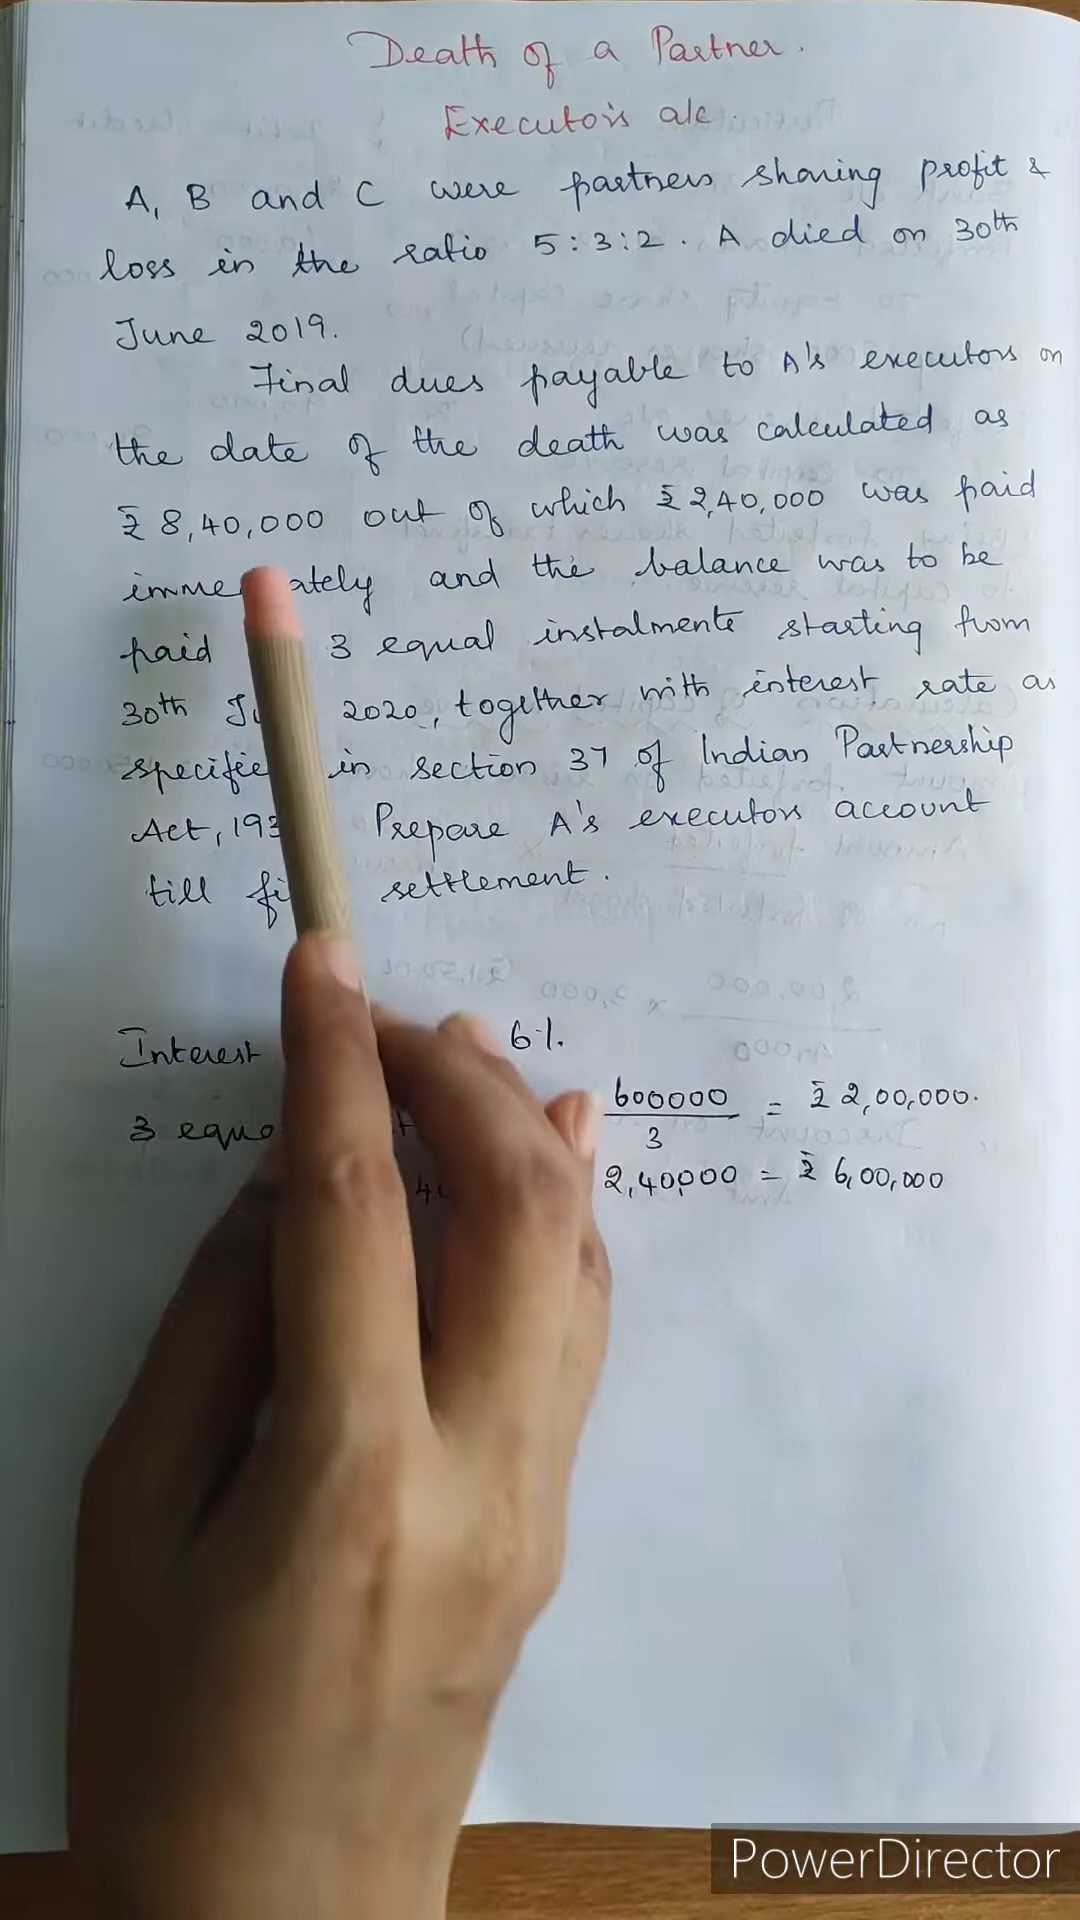 Death of a Partner.
Executors a/c.
A, B and C were partners sharing profit &
loss in the ratio 5:3:2. A died on 30th
June 2019.
Final dues payable to A's executors on
the date of the death was calculated as
₹ 8,40,000 out of which ₹ 2,40,000 was paid
and the balance was to be
paid 3 equal instalments starting from
30th 2020, together with interest rate as
in section 37 of Indian Partnership
Act, Prepare A's executors account
till settlement.
Interest 6%.
3 600000/3 = ₹ 2,00,000.
2,40,000 = ₹ 6,00,000
PowerDirector